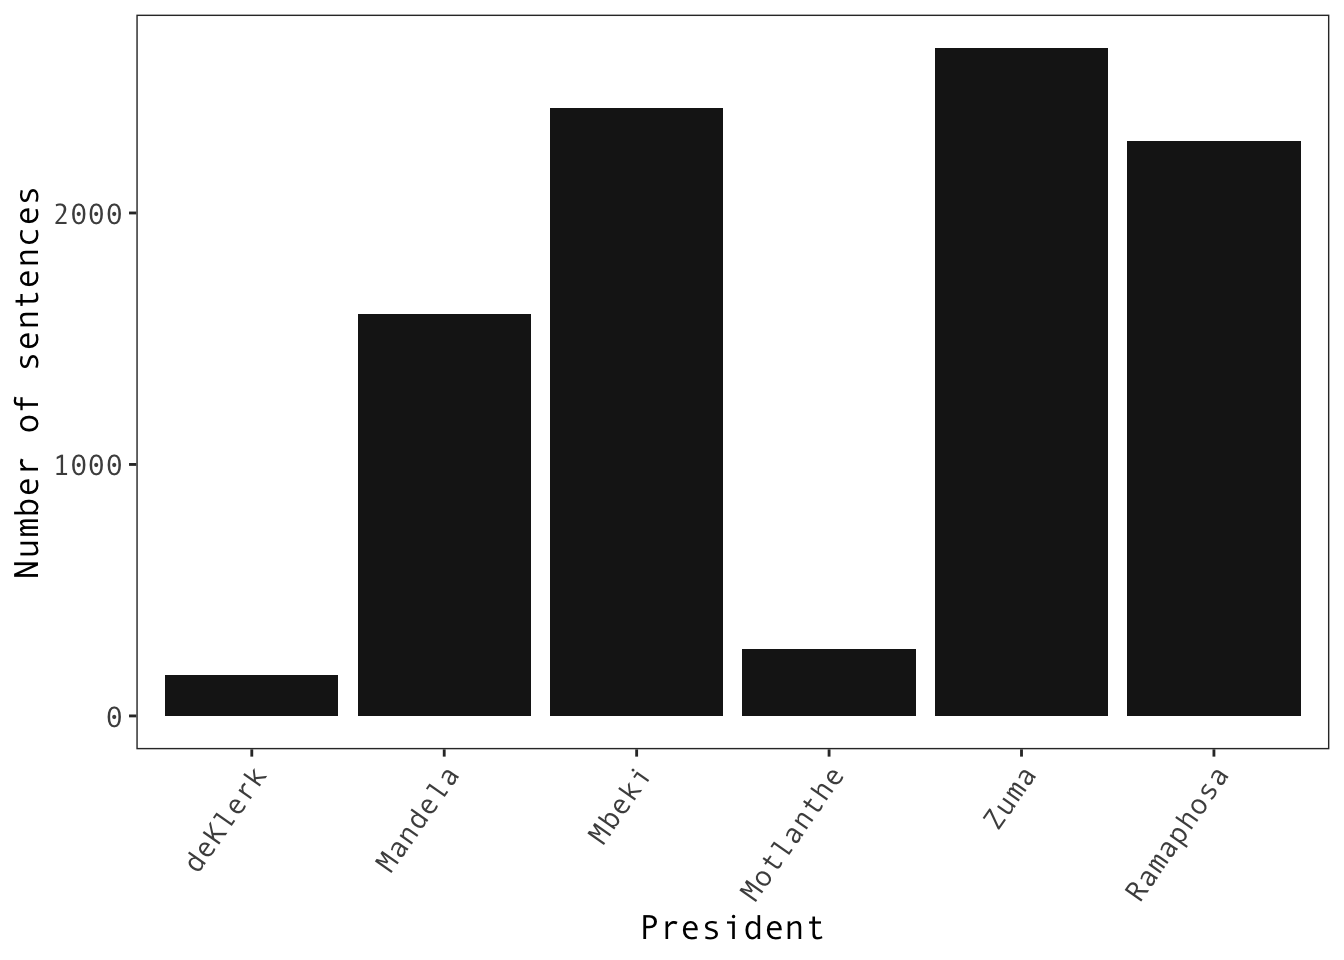 Number of sentences
2000
1000
0
deKlerk
Mandela
Mbeki
Motlanthe
Zuma
Ramaphosa
President